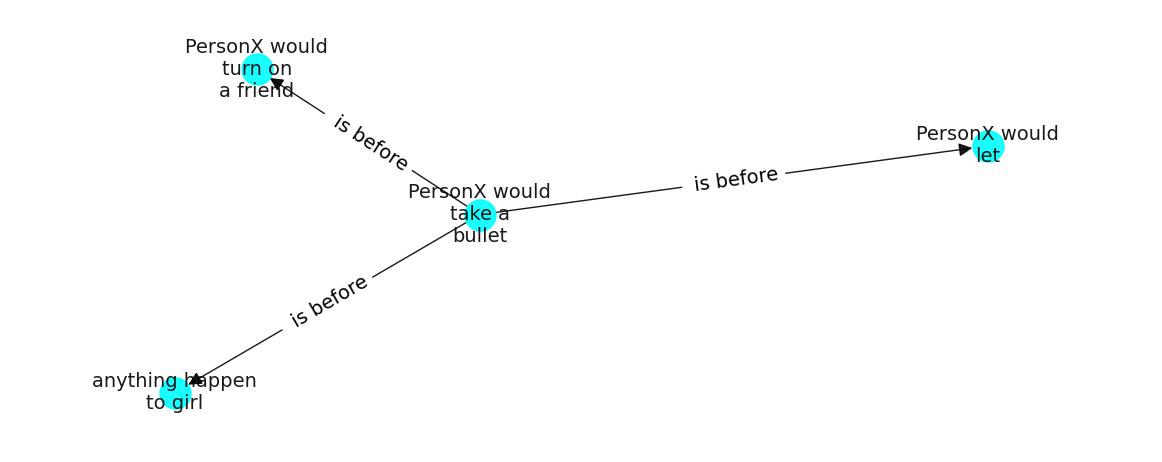 PersonX would
turn on
a friend
is before
PersonX would
let
is before
PersonX would
take a
bullet
is before
anything happen
to girl